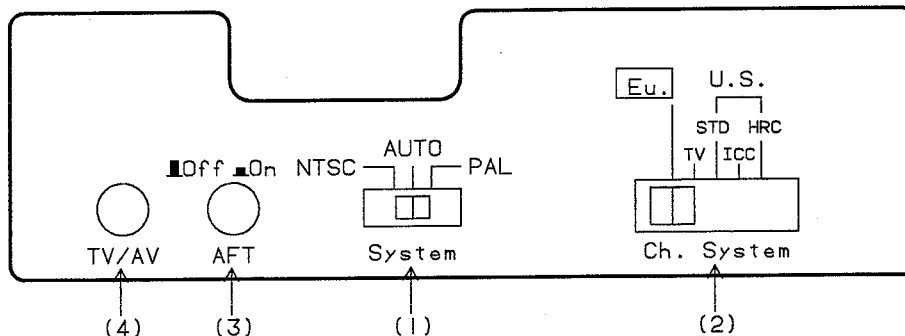 Eu. U.S.
STD HRC
TV ICC
Off On
NTSC AUTO PAL
TV/AV AFT System Ch. System
(4) (3) (1) (2)